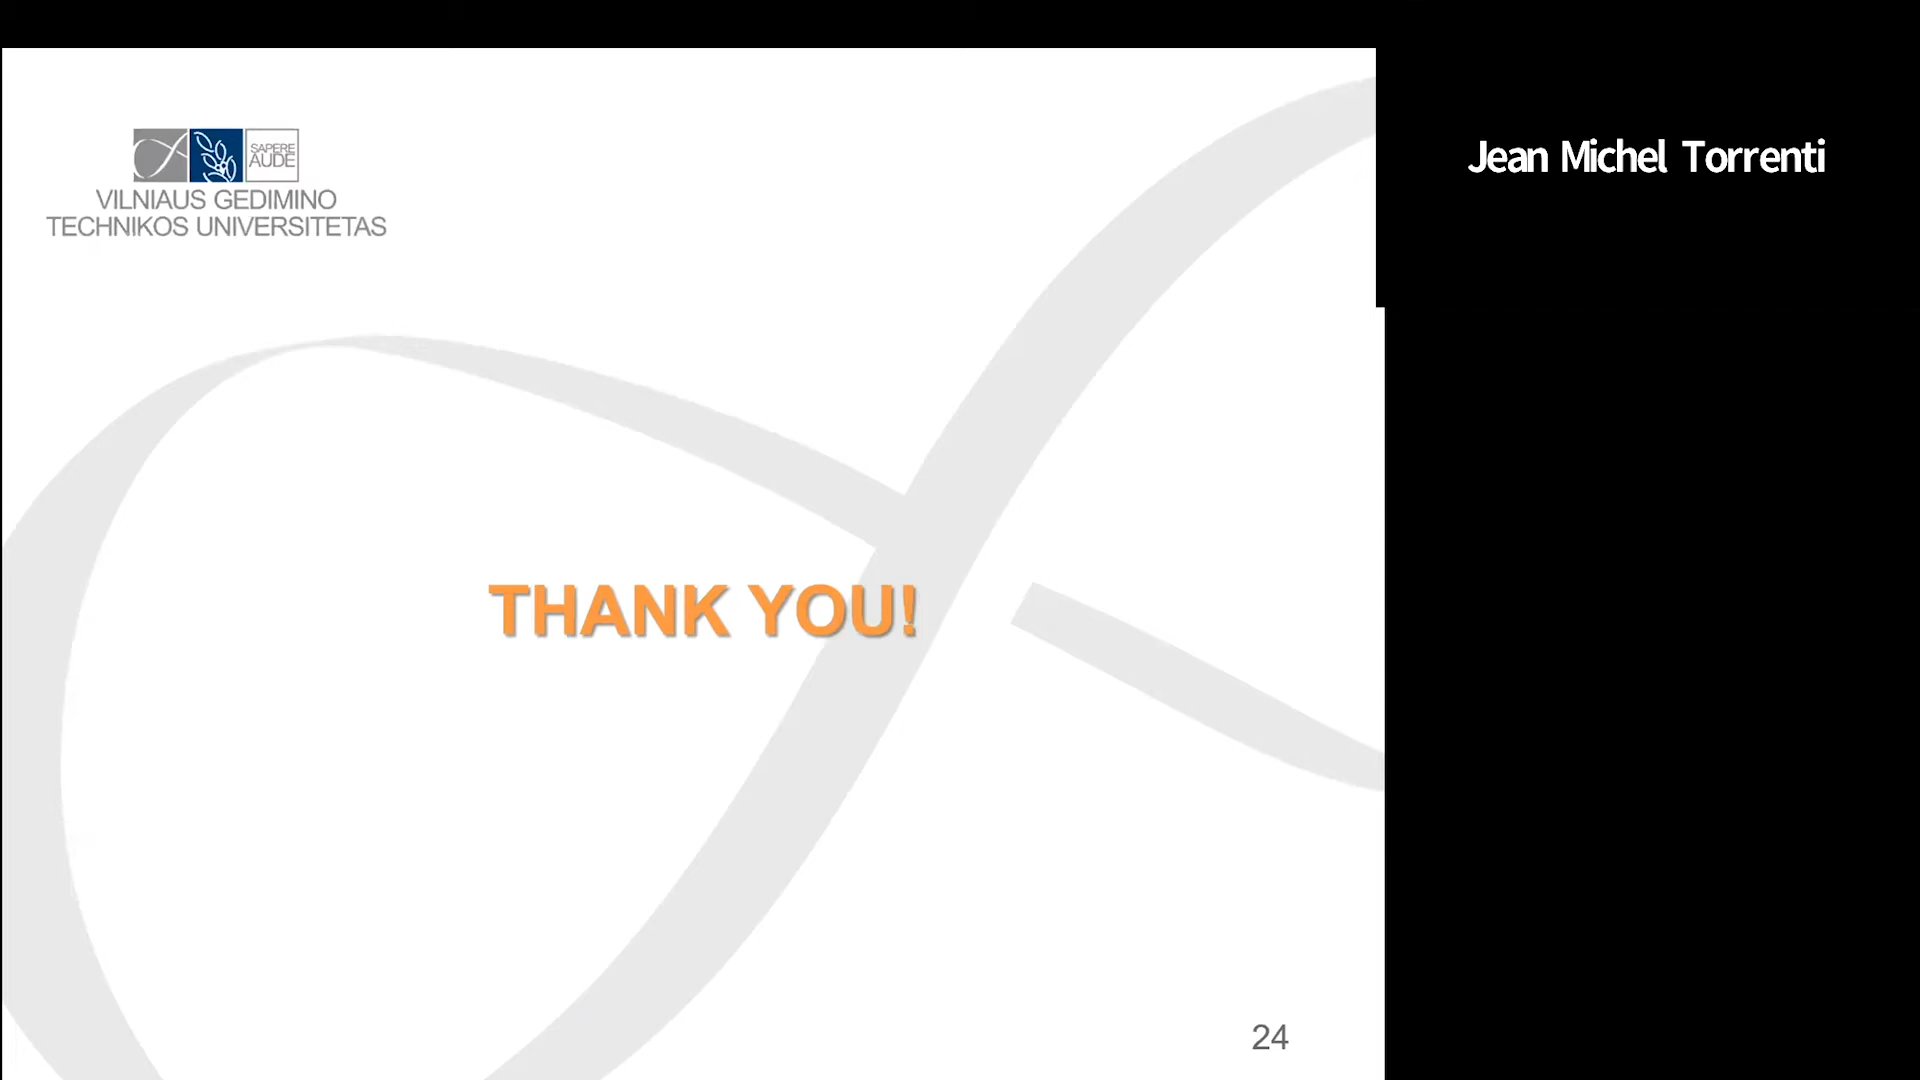 SAPERE
AUDE
VILNIAUS GEDIMINO
TECHNIKOS UNIVERSITETAS
Jean Michel Torrenti
THANK YOU!
24